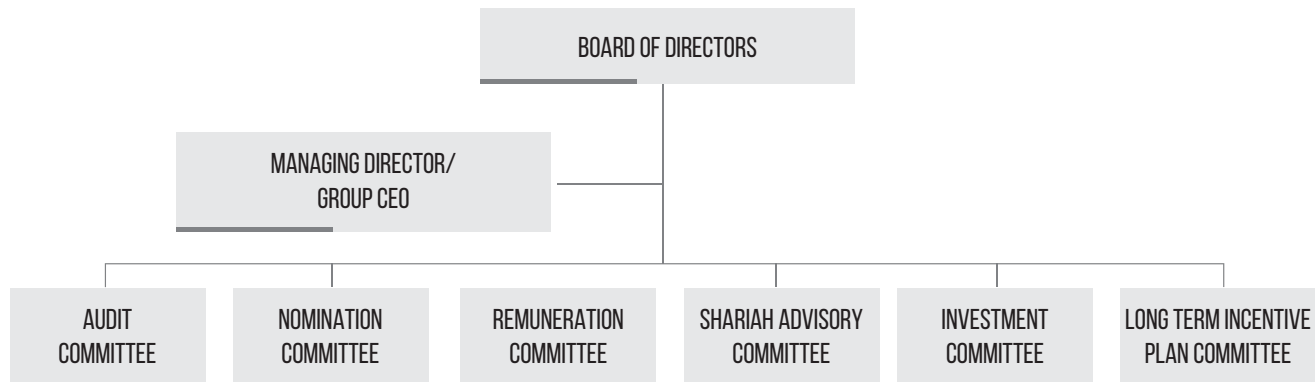 BOARD OF DIRECTORS
MANAGING DIRECTOR/
GROUP CEO
AUDIT
COMMITTEE
NOMINATION
COMMITTEE
REMUNERATION
COMMITTEE
SHARIAH ADVISORY
COMMITTEE
INVESTMENT
COMMITTEE
LONG TERM INCENTIVE
PLAN COMMITTEE